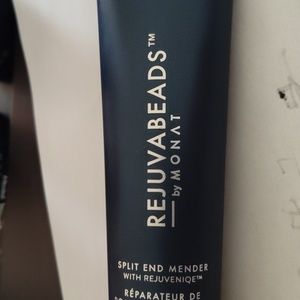 REJUVABEADS™
by MONAT
SPLIT END MENDER
WITH REJUVENIQE™
RÉPARATEUR DE